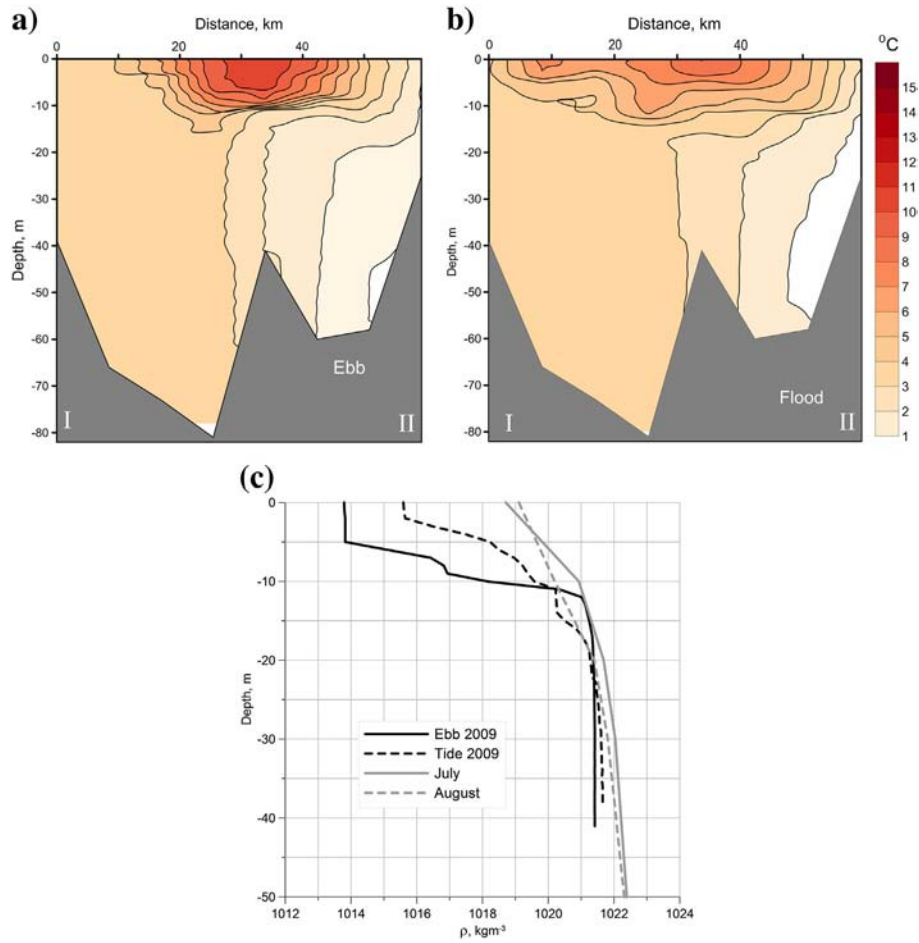 a)
Distance, km
0 20 40
0
-10
-20
-30
-40
-50
-60
-70
-80
Depth, m
I
Ebb
II
b)
Distance, km
0 20 40
0
-10
-20
-30
-40
-50
-60
-70
-80
Depth, m
I
Flood
II
°C
15
14
13
12
11
10
9
8
7
6
5
4
3
2
1
(c)
0
-10
-20
-30
-40
-50
Depth, m
Ebb 2009
Tide 2009
July
August
1012 1014 1016 1018 1020 1022 1024
ρ, kgm-3